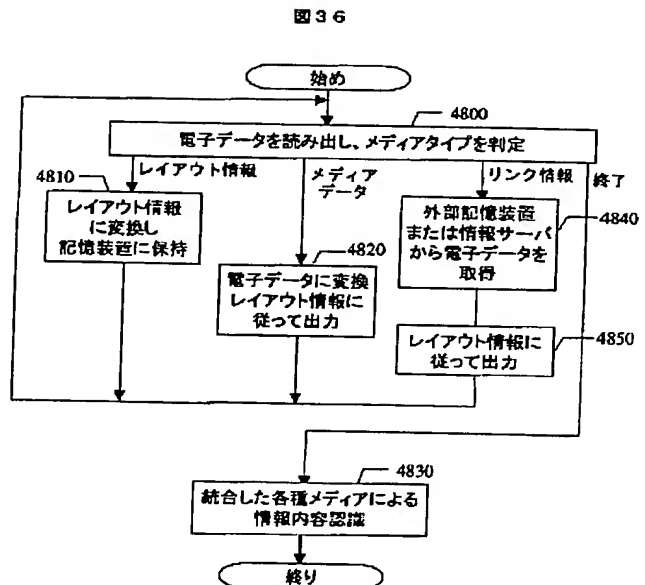 図36
始め
4800
電子データを読み出し、メディアタイプを判定
レイアウト情報
メディア
データ
リンク情報
終了
4810
レイアウト情報
に変換し
記憶装置に保持
4820
電子データに変換
レイアウト情報に
従って出力
外部記憶装置
または情報サーバ
から電子データを
取得
4840
レイアウト情報に
従って出力
4850
4830
統合した各種メディアによる
情報内容認識
終り